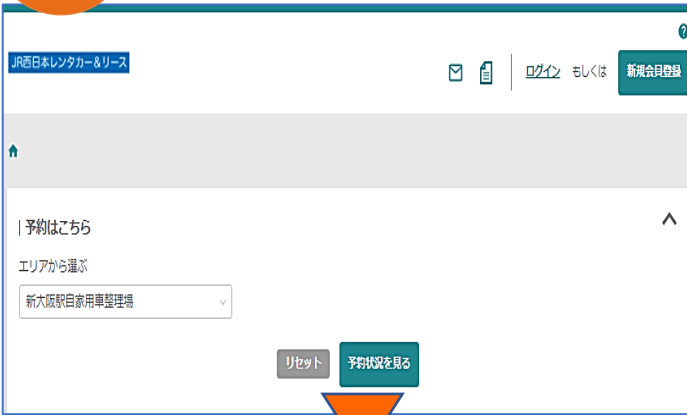 JR西日本レンタカー&リース
ログイン もしくは 新規会員登録
|予約はこちら
エリアから選ぶ
新大阪駅自家用車整理場
リセット 予約状況を見る